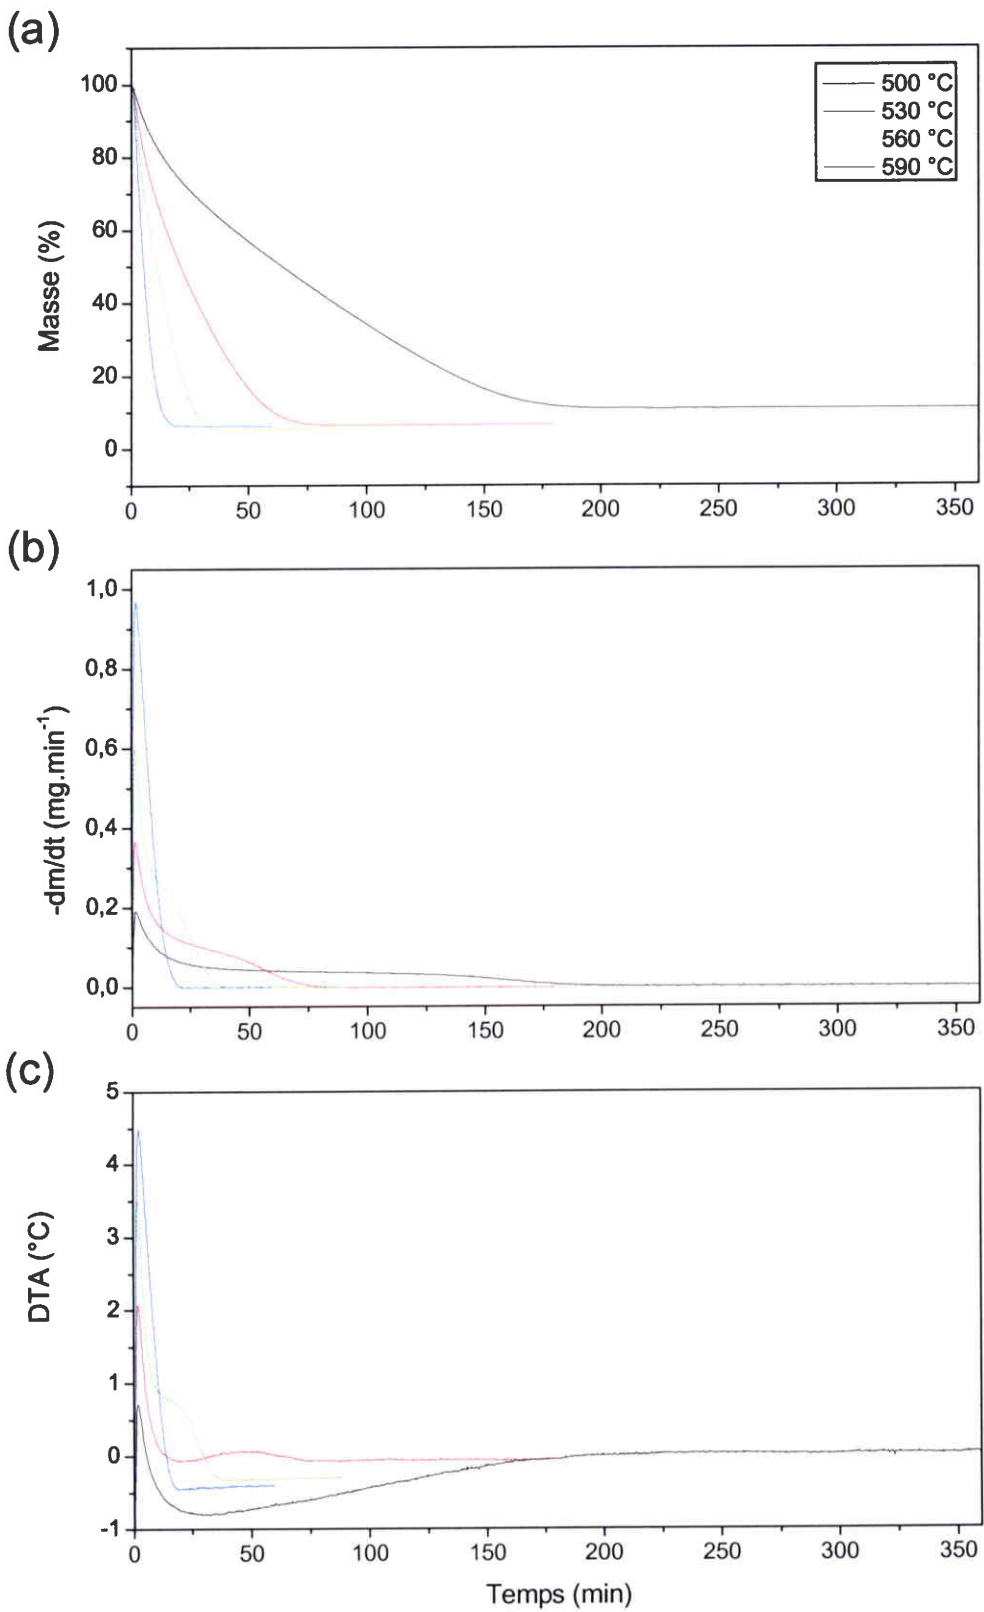 (a)
100
80
60
40
20
0
Masse (%)
500 °C
530 °C
560 °C
590 °C
0 50 100 150 200 250 300 350
(b)
1,0
0,8
0,6
0,4
0,2
0,0
-dm/dt (mg.min⁻¹)
0 50 100 150 200 250 300 350
(c)
5
4
3
2
1
0
-1
DTA (°C)
0 50 100 150 200 250 300 350
Temps (min)